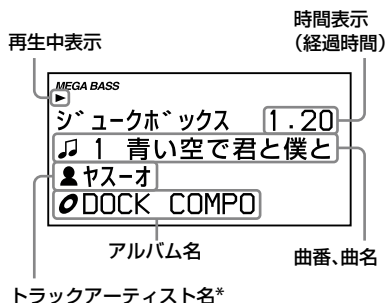 時間表示
(経過時間)
再生中表示
MEGA BASS
ジュークボックス 1.20
1 青い空で君と僕と
ヤスーオ
DOCK COMPO
アルバム名
曲番、曲名
トラックアーティスト名*